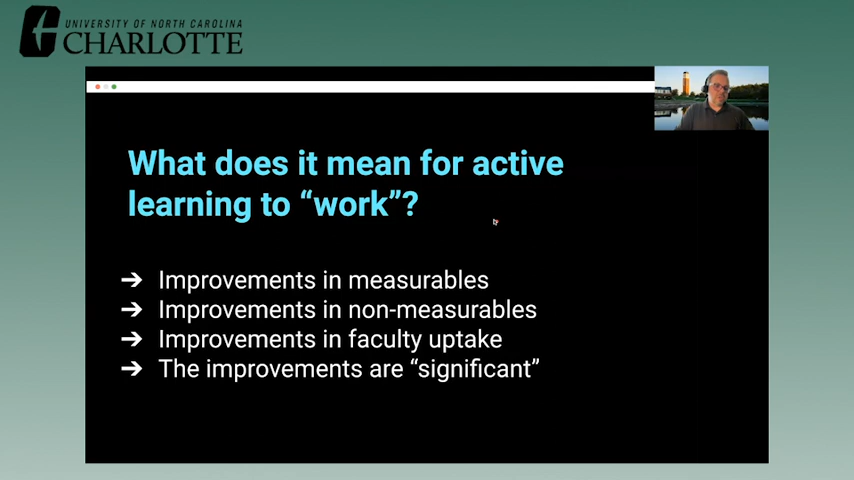 UNIVERSITY OF NORTH CAROLINA
CHARLOTTE
What does it mean for active
learning to “work”?
➔ Improvements in measurables
➔ Improvements in non-measurables
➔ Improvements in faculty uptake
➔ The improvements are “significant”